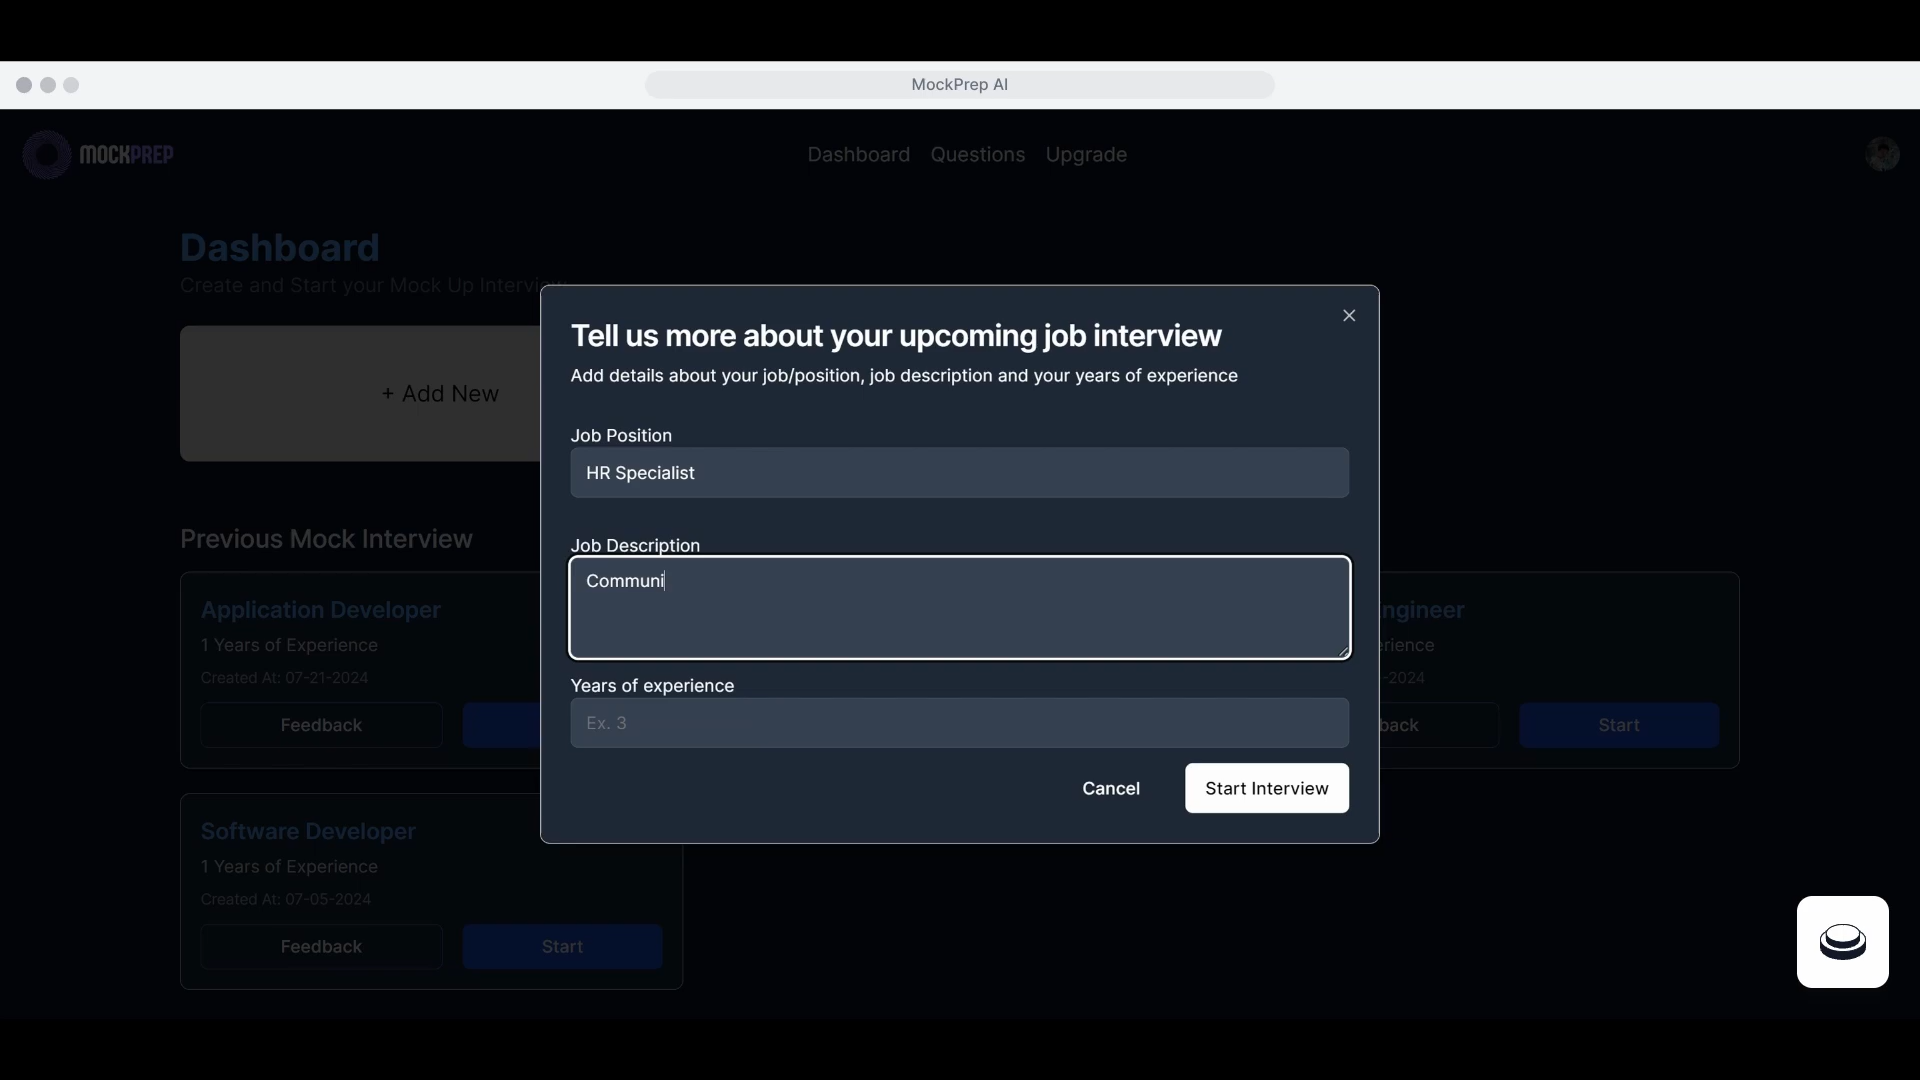 MockPrep AI
MOCKPREP
Dashboard Questions Upgrade
Dashboard
Create and Start your Mock Up Intervi
+ Add New
Tell us more about your upcoming job interview
Add details about your job/position, job description and your years of experience
Job Position
HR Specialist
Job Description
Communi
Years of experience
Ex. 3
Cancel Start Interview
Previous Mock Interview
Application Developer
1 Years of Experience
Created At: 07-21-2024
Feedback
ngineer
rience
-2024
back Start
Software Developer
1 Years of Experience
Created At: 07-05-2024
Feedback Start